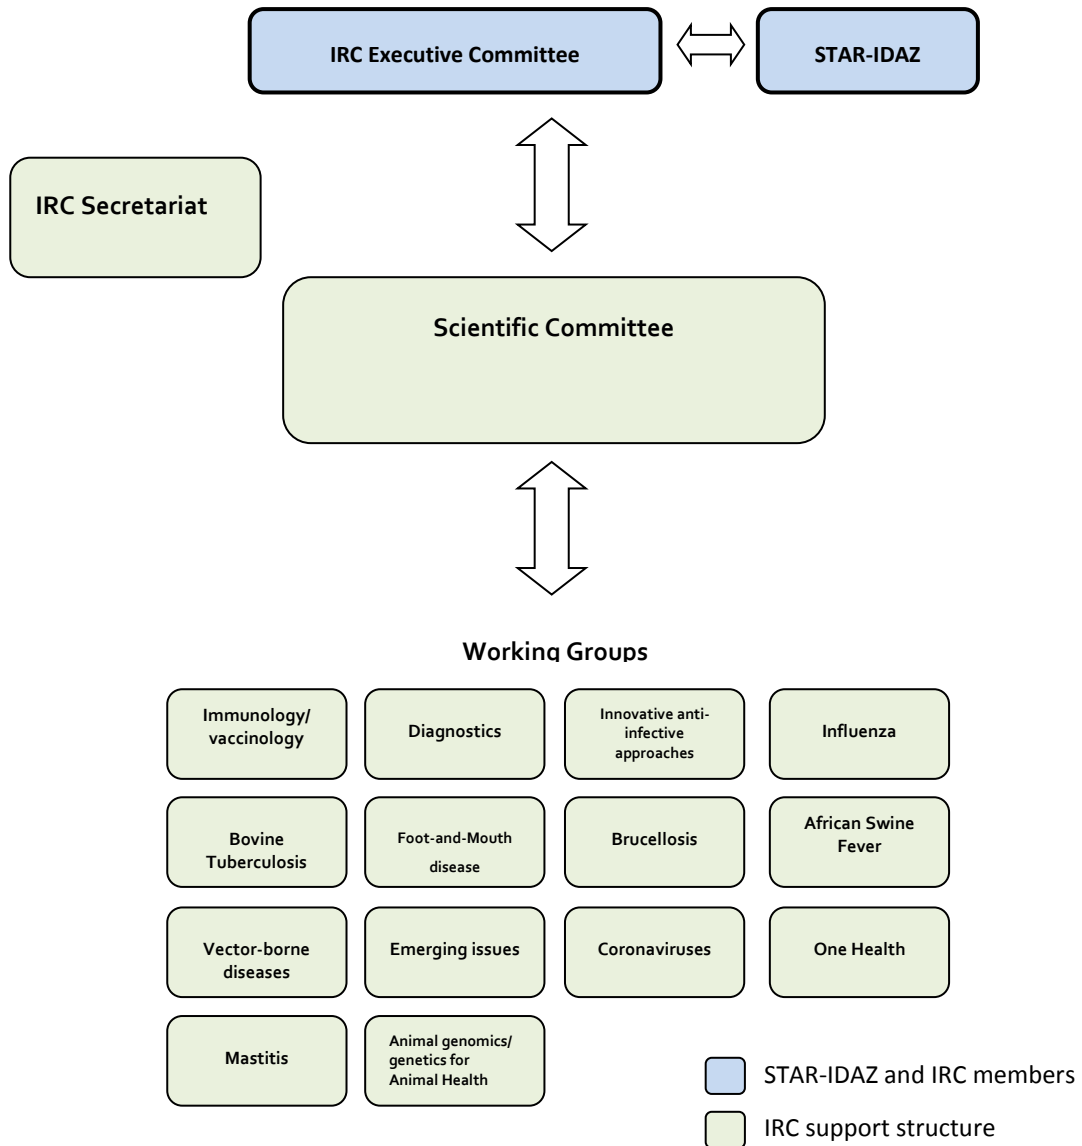 IRC Executive Committee
STAR-IDAZ
IRC Secretariat
Scientific Committee
Working Groups
Immunology/
vaccinology
Diagnostics
Innovative anti-
infective
approaches
Influenza
Bovine
Tuberculosis
Foot-and-Mouth
disease
Brucellosis
African Swine
Fever
Vector-borne
diseases
Emerging issues
Coronaviruses
One Health
Mastitis
Animal genomics/
genetics for
Animal Health
STAR-IDAZ and IRC members
IRC support structure